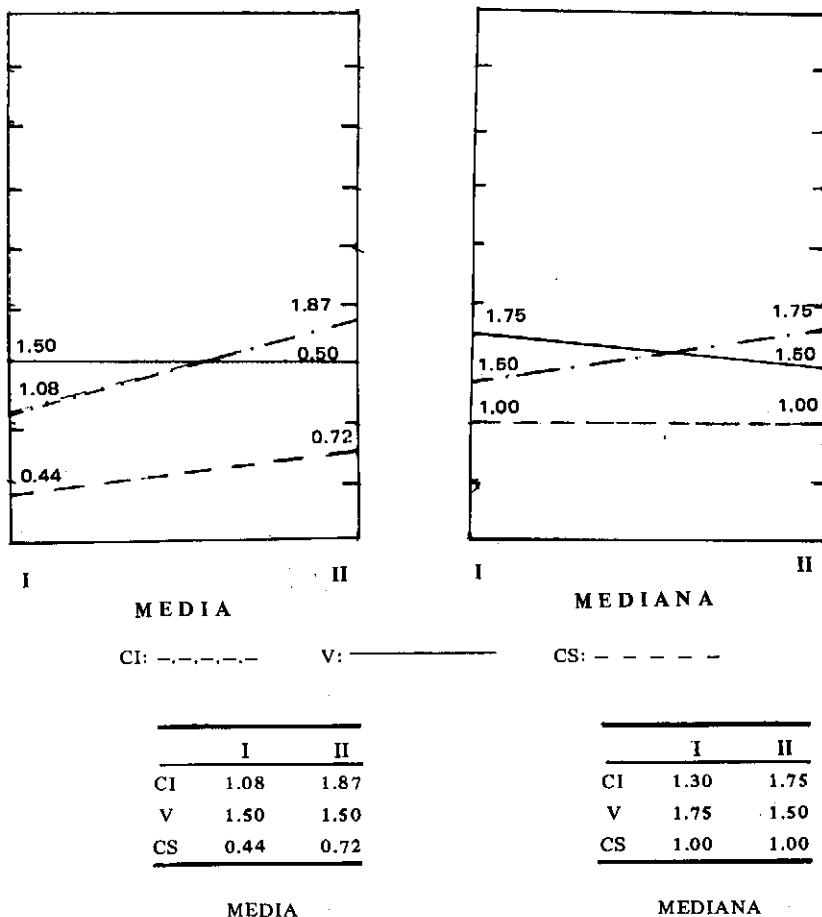 1.87
1.50 0.50
1.08
0.72
0.44
I II
MEDIA
1.75 1.75
1.50 1.50
1.00 1.00
I II
MEDIANA
CI: V: CS:
I II
CI 1.08 1.87
V 1.50 1.50
CS 0.44 0.72
MEDIA
I II
CI 1.30 1.75
V 1.75 1.50
CS 1.00 1.00
MEDIANA